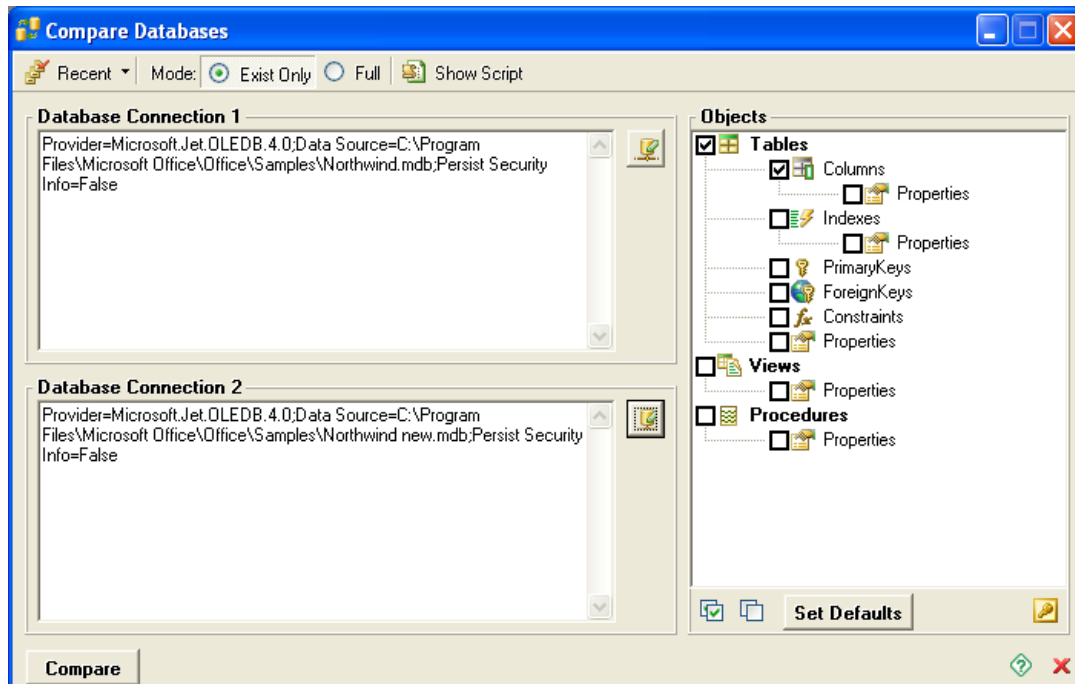 Compare Databases
Recent Mode: Exist Only Full Show Script
Database Connection 1
Provider=Microsoft.Jet.OLEDB.4.0;Data Source=C:\Program
Files\Microsoft Office\Office\Samples\Northwind.mdb;Persist Security
Info=False
Database Connection 2
Provider=Microsoft.Jet.OLEDB.4.0;Data Source=C:\Program
Files\Microsoft Office\Office\Samples\Northwind new.mdb;Persist Security
Info=False
Objects
Tables
Columns
Properties
Indexes
Properties
PrimaryKeys
ForeignKeys
Constraints
Properties
Views
Properties
Procedures
Properties
Set Defaults
Compare